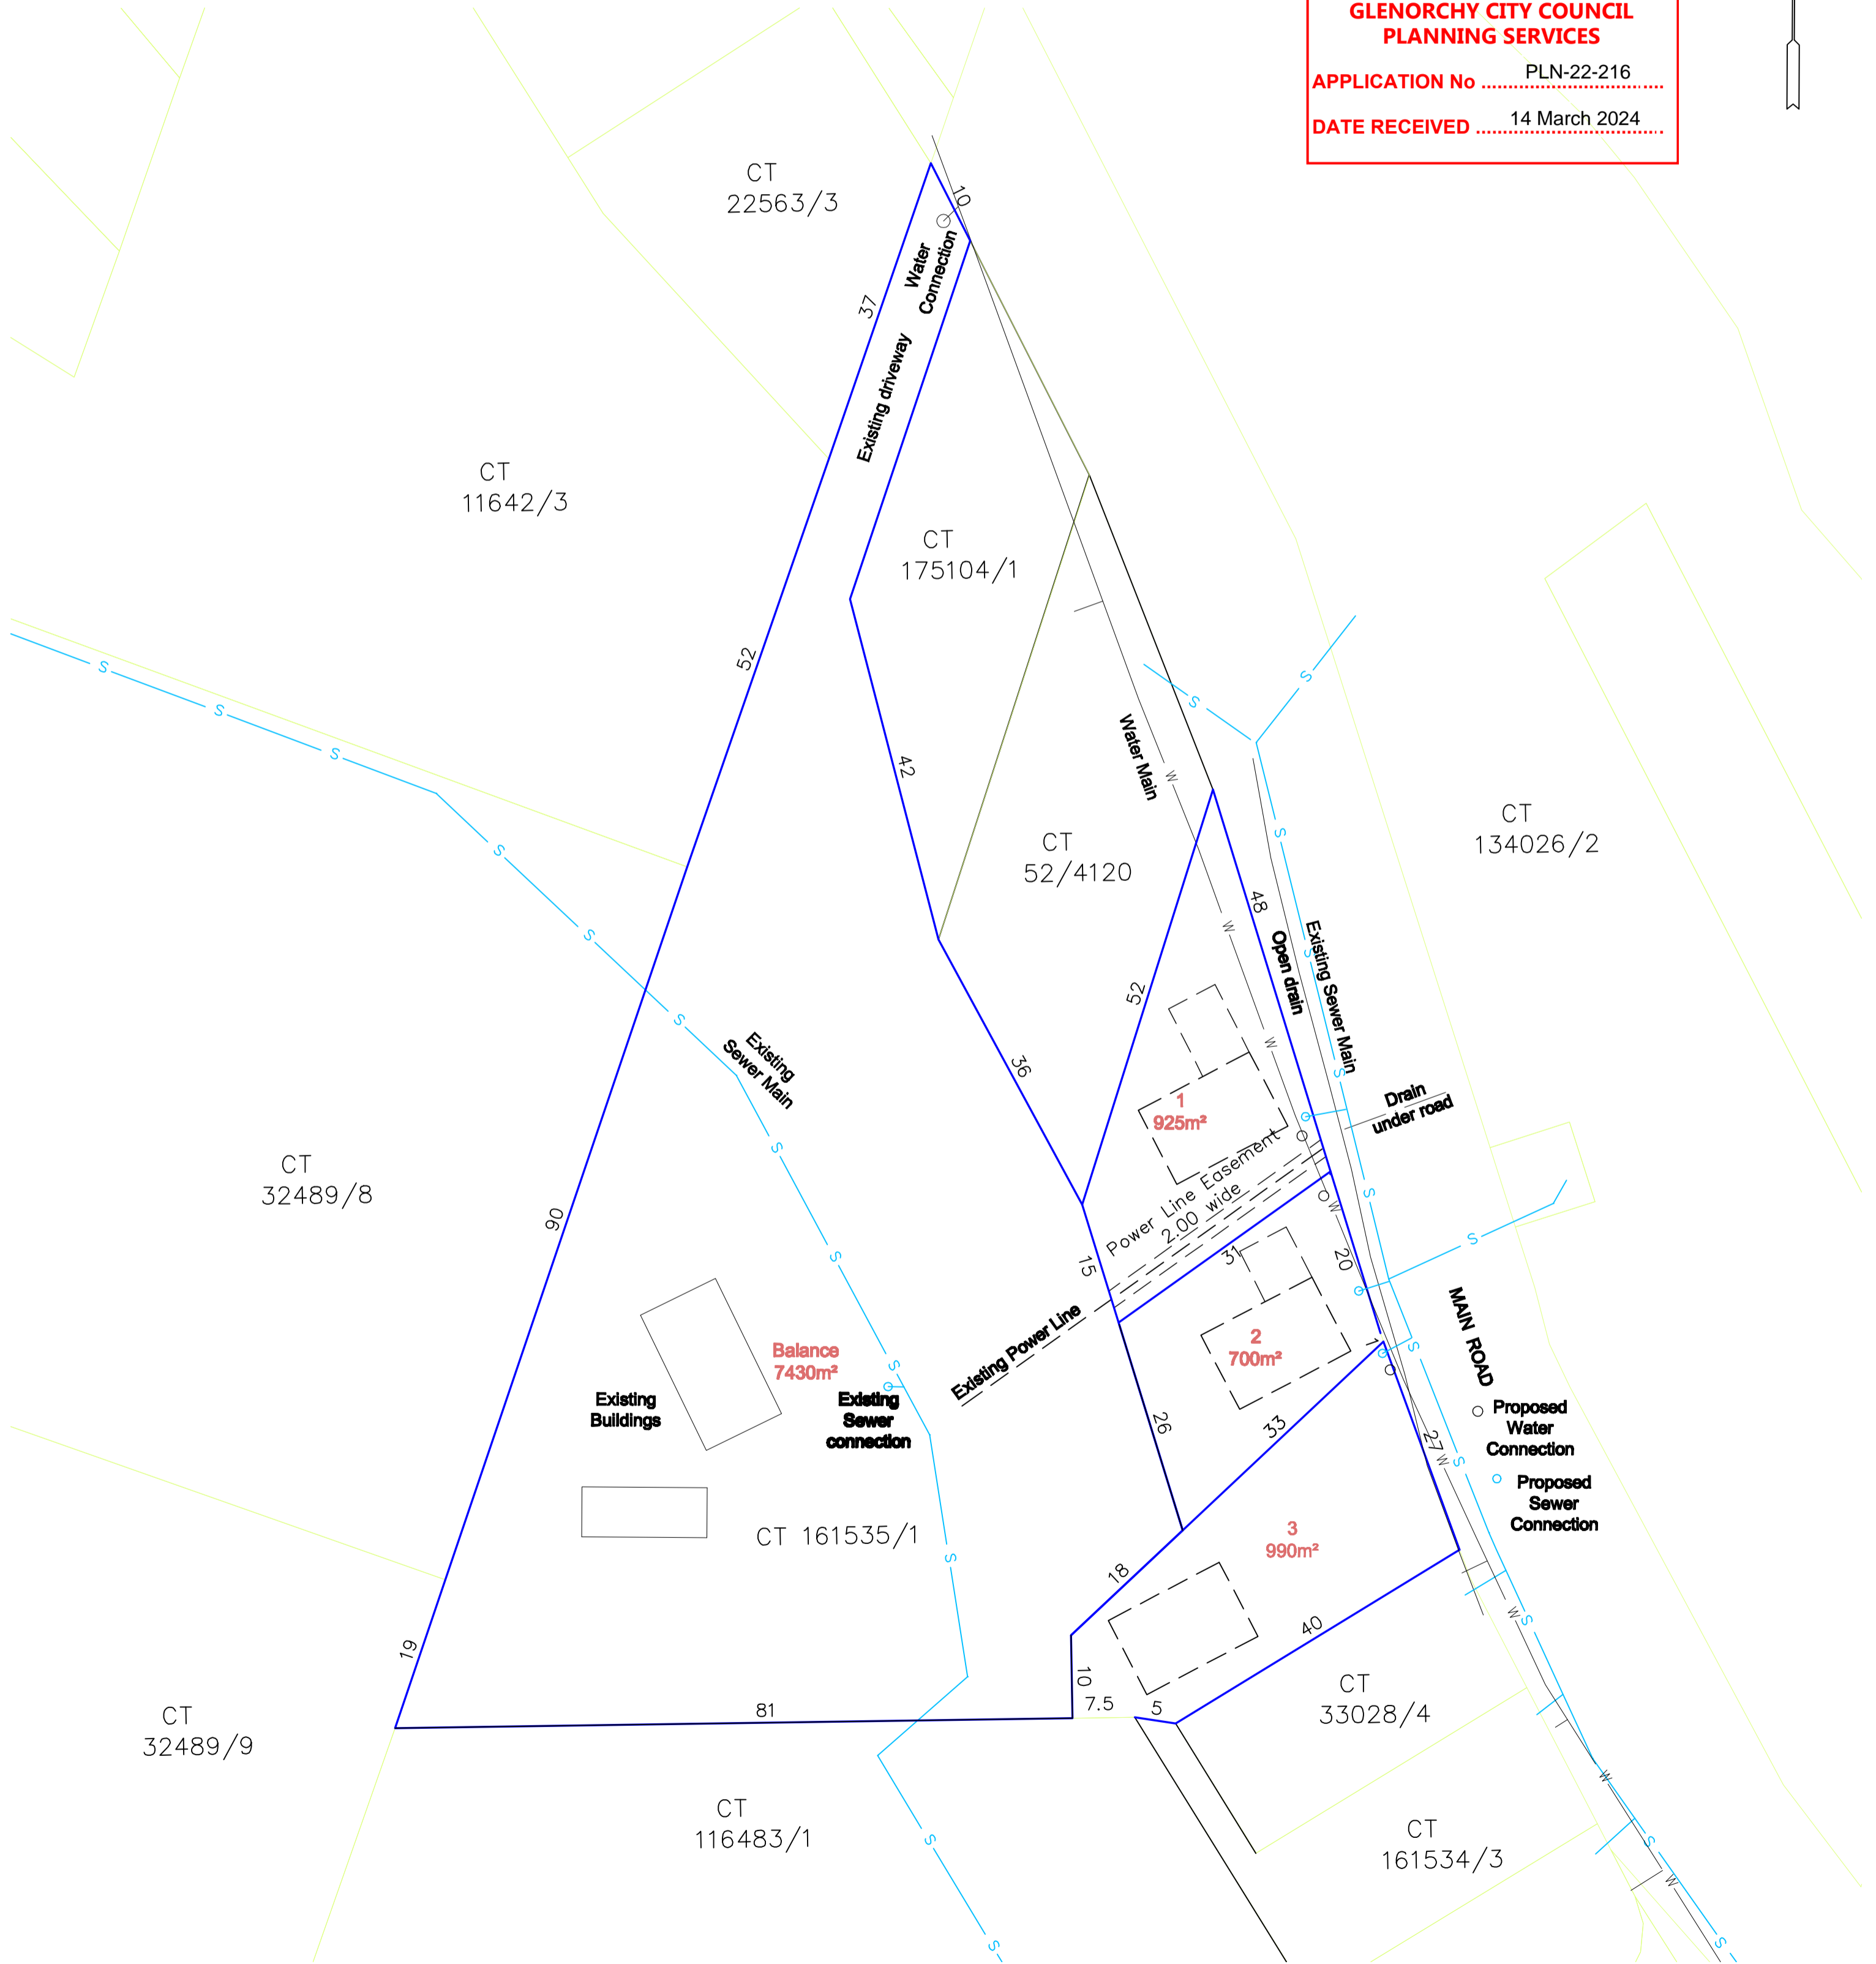 GLENORCHY CITY COUNCIL
PLANNING SERVICES
APPLICATION No PLN-22-216
DATE RECEIVED 14 March 2024
CT
22563/3
10
Water
Connection
37
Existing driveway
CT
11642/3
CT
175104/1
52
S
S
S
S
S
Water Main
42
W
CT
52/4120
CT
134026/2
S
S
S
48
W
Open drain
Existing Sewer Main
S
S
52
W
S
Existing
Sewer Main
36
S
1
925m²
Drain
under road
Power Line Easement
2.00 wide
S
CT
32489/8
S
W
90
31
20
S
S
15
Existing Power Line
MAIN ROAD
2
700m²
1
S
Balance
7430m²
S
Existing
Buildings
Existing
Sewer
connection
26
33
27
W
S
Proposed
Water
Connection
Proposed
Sewer
Connection
CT 161535/1
S
3
990m²
18
40
W
S
19
10
7.5
5
81
CT
32489/9
CT
33028/4
W
CT
116483/1
S
CT
161534/3
S
W
S
S